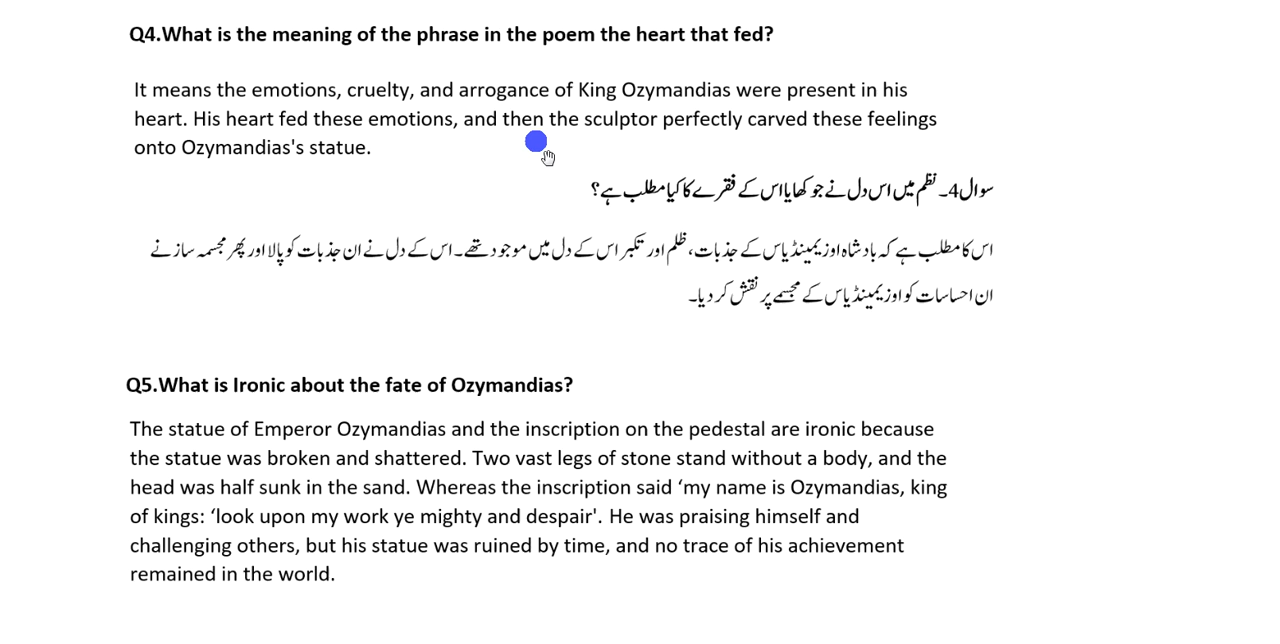 Q4.What is the meaning of the phrase in the poem the heart that fed?
It means the emotions, cruelty, and arrogance of King Ozymandias were present in his
heart. His heart fed these emotions, and then the sculptor perfectly carved these feelings
onto Ozymandias's statue.
سوال4۔ نظم میں اس دل نے جو کھایا اس کے فقرے کا کیا مطلب ہے؟
اس کا مطلب ہے کہ بادشاہ اوزیمینڈیاس کے جذبات، ظلم اور تکبر اس کے دل میں موجود تھے۔ اس کے دل نے ان جذبات کو پالا اور پھر مجسمہ ساز نے
ان احساسات کو اوزیمینڈیاس کے مجسمے پر نقش کر دیا۔
Q5.What is Ironic about the fate of Ozymandias?
The statue of Emperor Ozymandias and the inscription on the pedestal are ironic because
the statue was broken and shattered. Two vast legs of stone stand without a body, and the
head was half sunk in the sand. Whereas the inscription said ‘my name is Ozymandias, king
of kings: ‘look upon my work ye mighty and despair'. He was praising himself and
challenging others, but his statue was ruined by time, and no trace of his achievement
remained in the world.